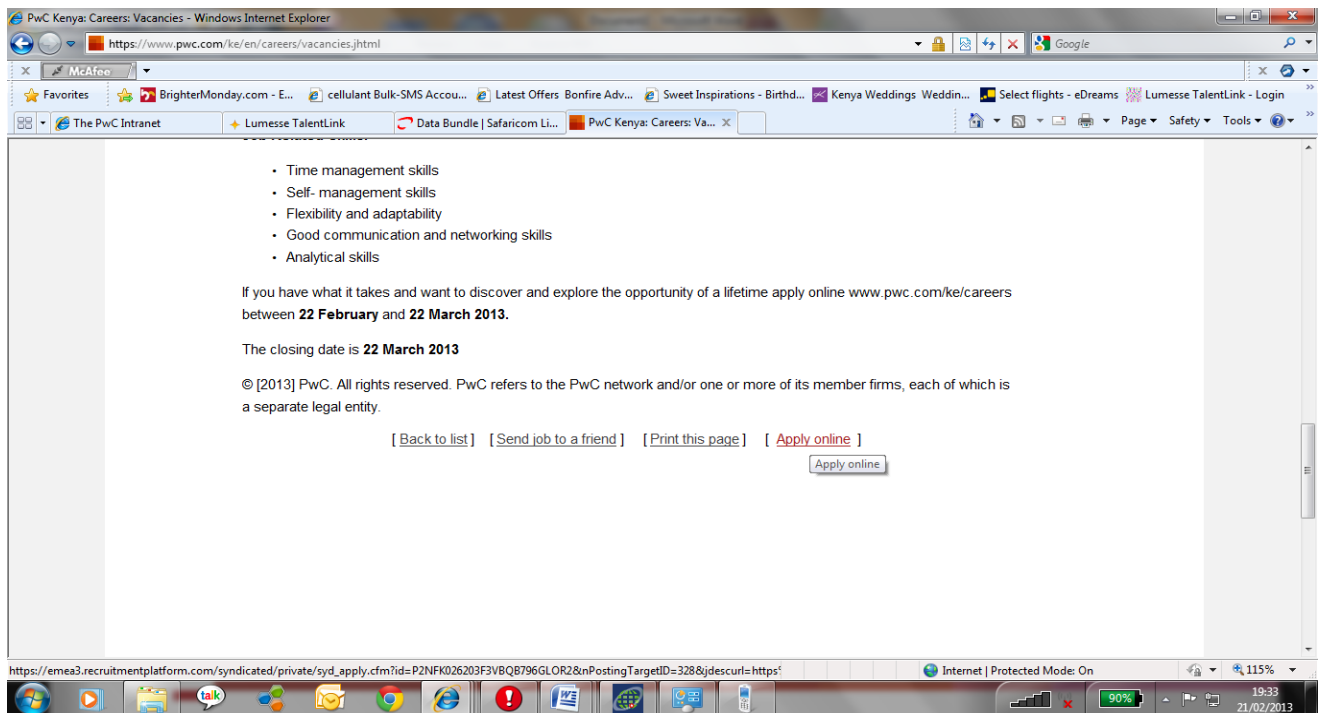 PwC Kenya: Careers: Vacancies - Windows Internet Explorer
https://www.pwc.com/ke/en/careers/vacancies.jhtml
Google
x McAfee x
Favorites BrighterMonday.com - E... cellulant Bulk-SMS Accou... Latest Offers Bonfire Adv... Sweet Inspirations - Birthd... Kenya Weddings Weddin... Select flights - eDreams Lumesse TalentLink - Login »
The PwC Intranet Lumesse TalentLink Data Bundle | Safaricom Li... PwC Kenya: Careers: Va... x Page Safety Tools »
• Time management skills
• Self- management skills
• Flexibility and adaptability
• Good communication and networking skills
• Analytical skills
If you have what it takes and want to discover and explore the opportunity of a lifetime apply online www.pwc.com/ke/careers
between 22 February and 22 March 2013.
The closing date is 22 March 2013
© [2013] PwC. All rights reserved. PwC refers to the PwC network and/or one or more of its member firms, each of which is
a separate legal entity.
[ Back to list ] [ Send job to a friend ] [ Print this page ] [ Apply online ]
Apply online
https://emea3.recruitmentplatform.com/syndicated/private/syd_apply.cfm?id=P2NFK026203F3VBQB796GLOR2&nPostingTargetID=328&jdescurl=https
Internet | Protected Mode: On 115%
talk 90% 19:33
21/02/2013